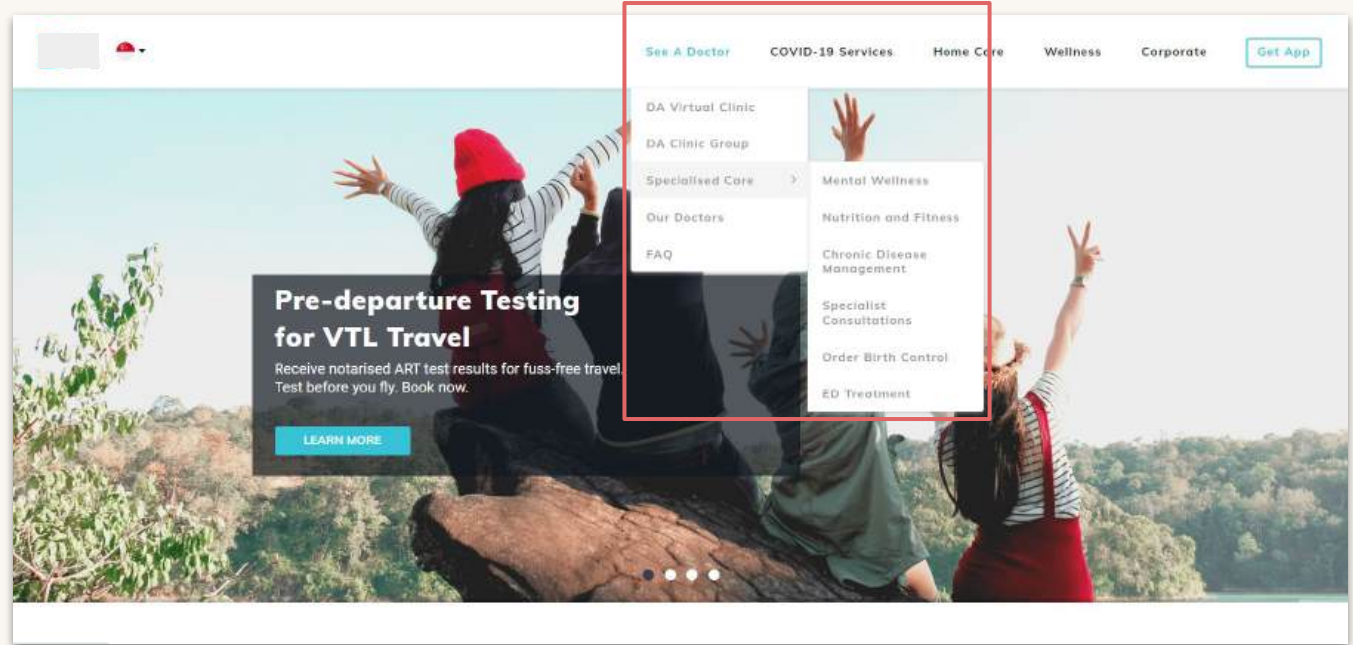 See A Doctor COVID-19 Services Home Care Wellness Corporate Get App
DA Virtual Clinic
DA Clinic Group
Specialised Care >
Our Doctors
FAQ
Mental Wellness
Nutrition and Fitness
Chronic Disease
Management
Specialist
Consultations
Order Birth Control
ED Treatment
Pre-departure Testing
for VTL Travel
Receive notarised ART test results for fuss-free travel.
Test before you fly. Book now.
LEARN MORE